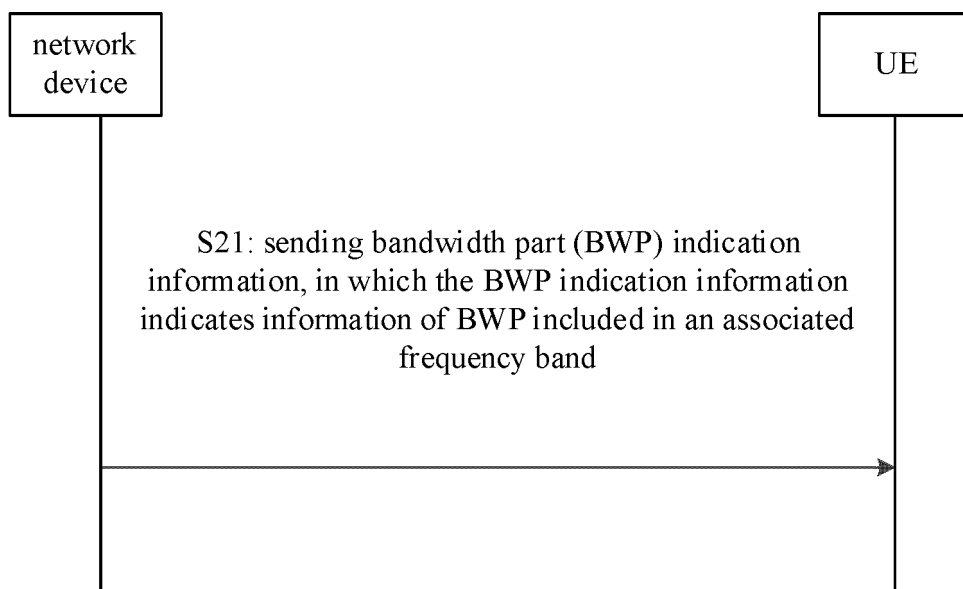 network
device
UE
S21: sending bandwidth part (BWP) indication
information, in which the BWP indication information
indicates information of BWP included in an associated
frequency band